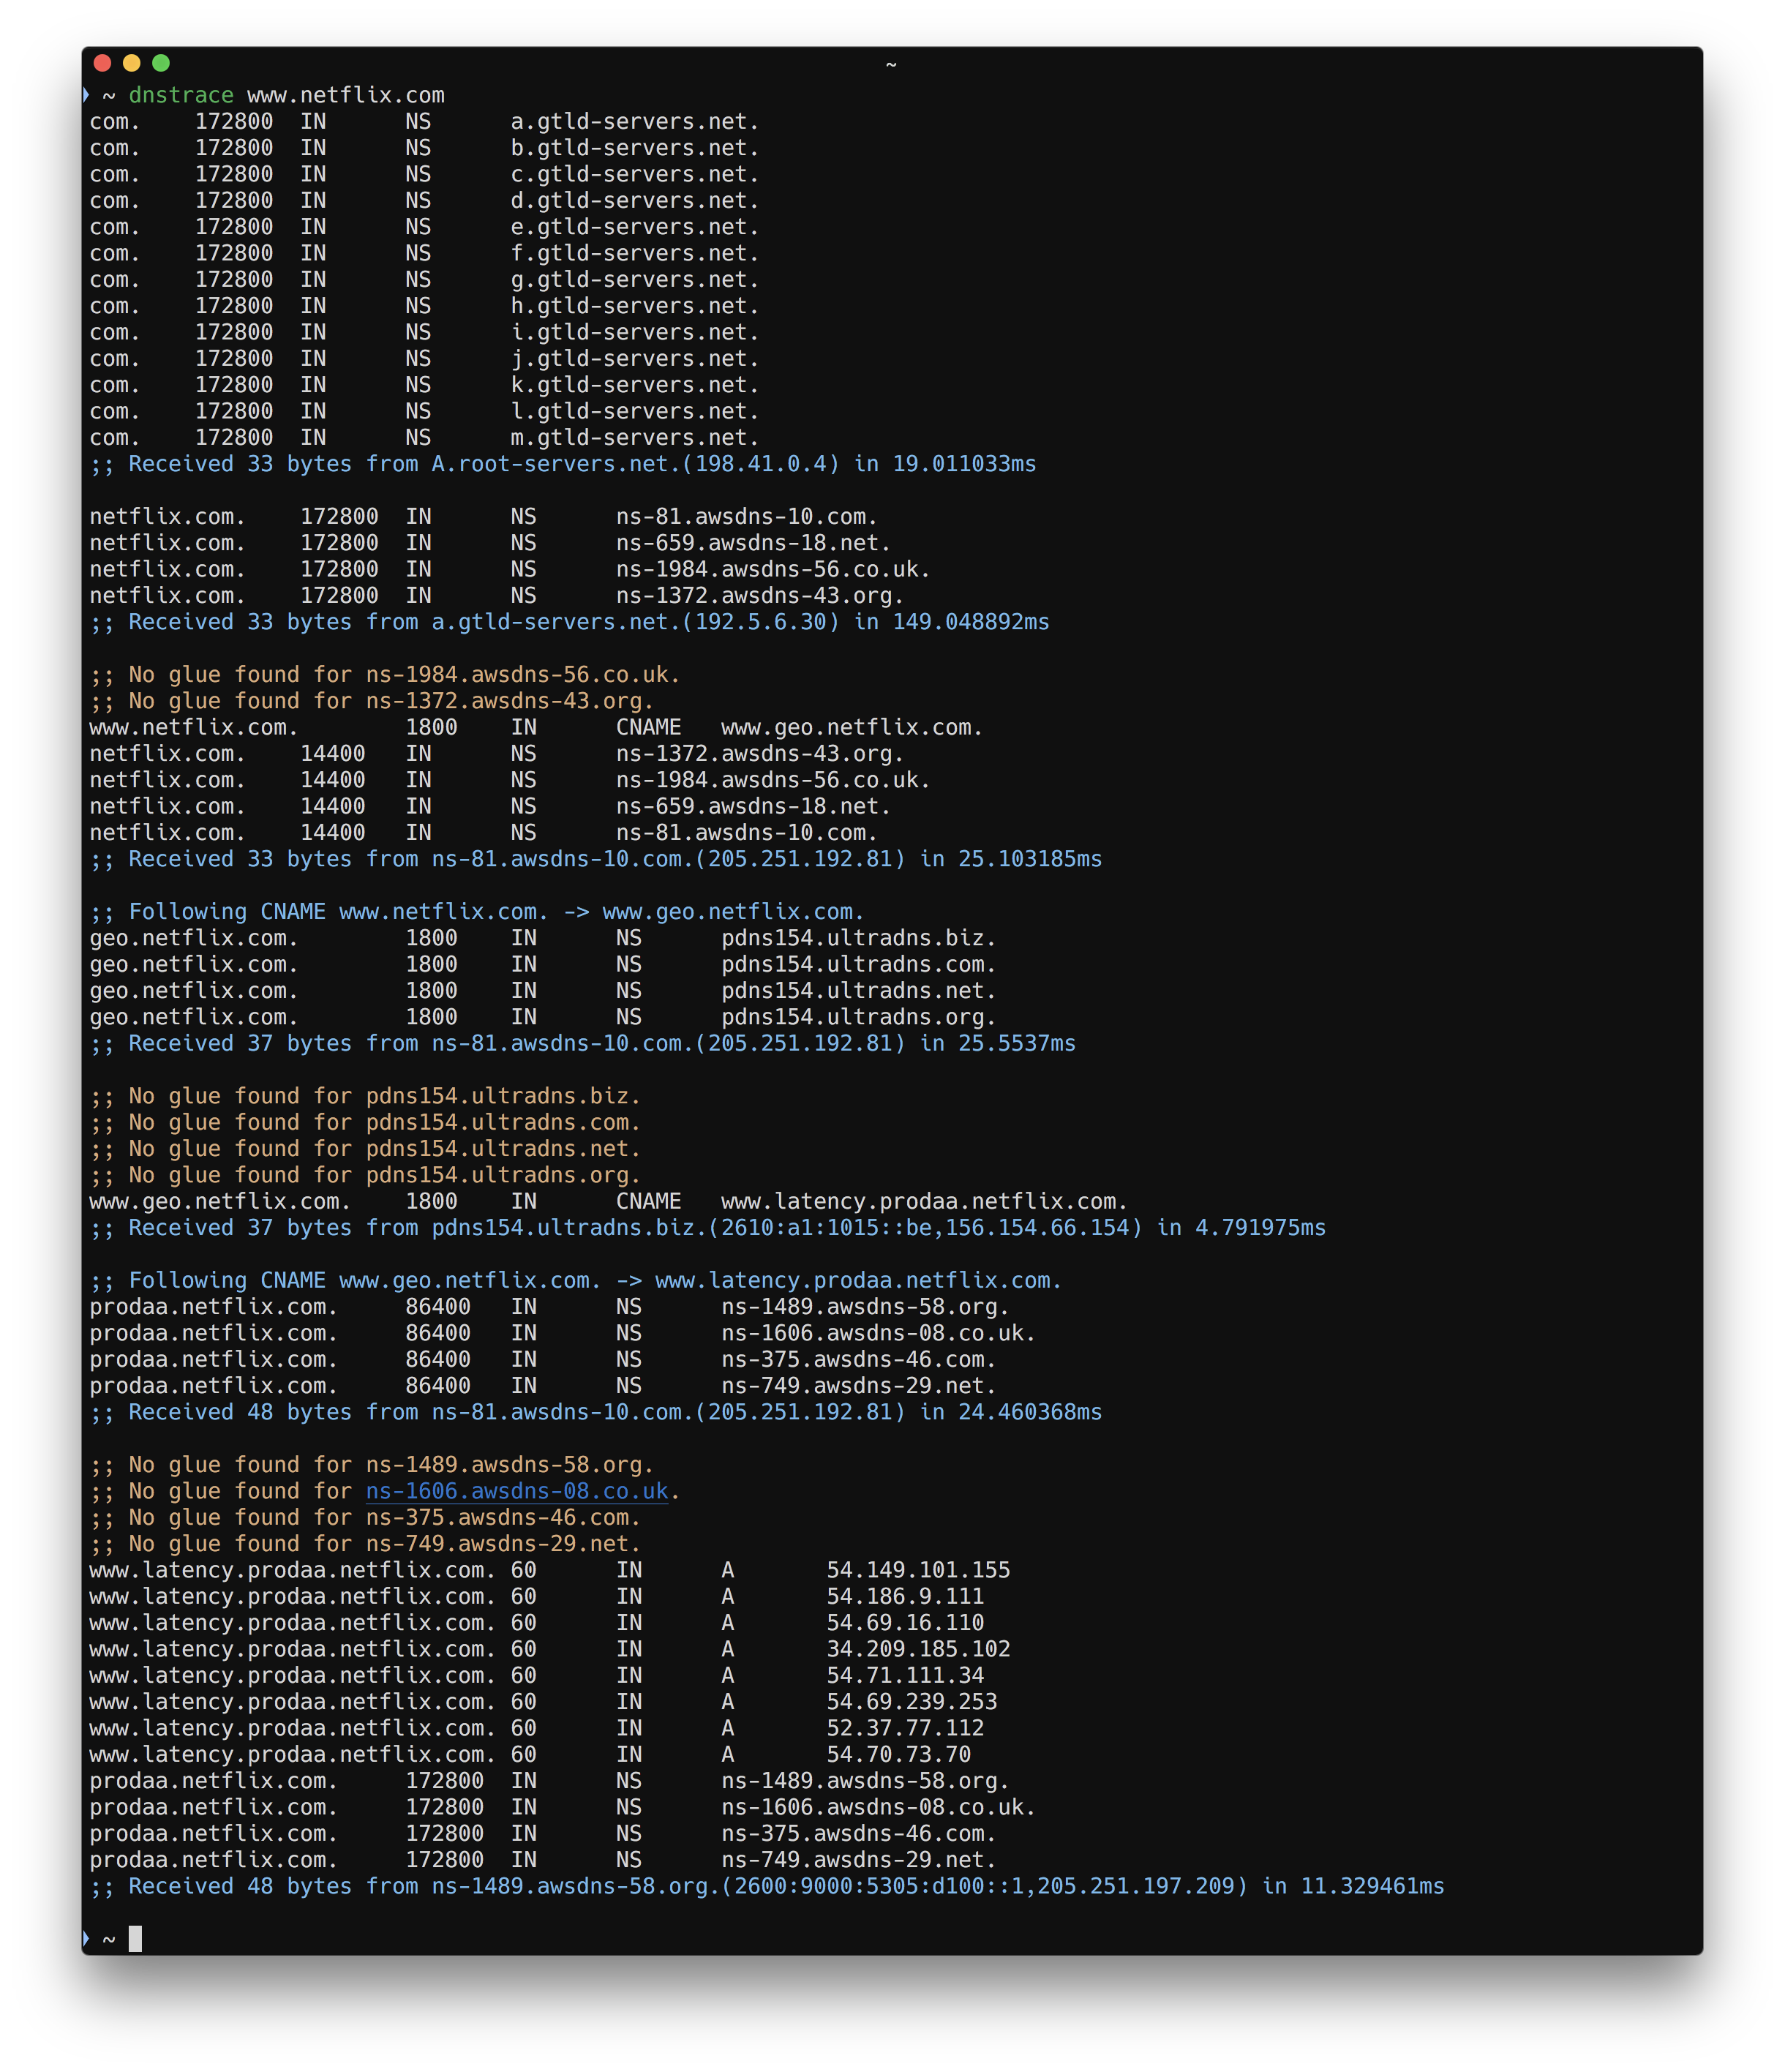 ~
~ dnstrace www.netflix.com
com.    172800  IN      NS      a.gtld-servers.net.
com.    172800  IN      NS      b.gtld-servers.net.
com.    172800  IN      NS      c.gtld-servers.net.
com.    172800  IN      NS      d.gtld-servers.net.
com.    172800  IN      NS      e.gtld-servers.net.
com.    172800  IN      NS      f.gtld-servers.net.
com.    172800  IN      NS      g.gtld-servers.net.
com.    172800  IN      NS      h.gtld-servers.net.
com.    172800  IN      NS      i.gtld-servers.net.
com.    172800  IN      NS      j.gtld-servers.net.
com.    172800  IN      NS      k.gtld-servers.net.
com.    172800  IN      NS      l.gtld-servers.net.
com.    172800  IN      NS      m.gtld-servers.net.
;; Received 33 bytes from A.root-servers.net.(198.41.0.4) in 19.011033ms
netflix.com.    172800  IN      NS      ns-81.awsdns-10.com.
netflix.com.    172800  IN      NS      ns-659.awsdns-18.net.
netflix.com.    172800  IN      NS      ns-1984.awsdns-56.co.uk.
netflix.com.    172800  IN      NS      ns-1372.awsdns-43.org.
;; Received 33 bytes from a.gtld-servers.net.(192.5.6.30) in 149.048892ms
;; No glue found for ns-1984.awsdns-56.co.uk.
;; No glue found for ns-1372.awsdns-43.org.
www.netflix.com.        1800    IN      CNAME   www.geo.netflix.com.
netflix.com.    14400   IN      NS      ns-1372.awsdns-43.org.
netflix.com.    14400   IN      NS      ns-1984.awsdns-56.co.uk.
netflix.com.    14400   IN      NS      ns-659.awsdns-18.net.
netflix.com.    14400   IN      NS      ns-81.awsdns-10.com.
;; Received 33 bytes from ns-81.awsdns-10.com.(205.251.192.81) in 25.103185ms
;; Following CNAME www.netflix.com. -> www.geo.netflix.com.
geo.netflix.com.        1800    IN      NS      pdns154.ultradns.biz.
geo.netflix.com.        1800    IN      NS      pdns154.ultradns.com.
geo.netflix.com.        1800    IN      NS      pdns154.ultradns.net.
geo.netflix.com.        1800    IN      NS      pdns154.ultradns.org.
;; Received 37 bytes from ns-81.awsdns-10.com.(205.251.192.81) in 25.5537ms
;; No glue found for pdns154.ultradns.biz.
;; No glue found for pdns154.ultradns.com.
;; No glue found for pdns154.ultradns.net.
;; No glue found for pdns154.ultradns.org.
www.geo.netflix.com.    1800    IN      CNAME   www.latency.prodaa.netflix.com.
;; Received 37 bytes from pdns154.ultradns.biz.(2610:a1:1015::be,156.154.66.154) in 4.791975ms
;; Following CNAME www.geo.netflix.com. -> www.latency.prodaa.netflix.com.
prodaa.netflix.com.     86400   IN      NS      ns-1489.awsdns-58.org.
prodaa.netflix.com.     86400   IN      NS      ns-1606.awsdns-08.co.uk.
prodaa.netflix.com.     86400   IN      NS      ns-375.awsdns-46.com.
prodaa.netflix.com.     86400   IN      NS      ns-749.awsdns-29.net.
;; Received 48 bytes from ns-81.awsdns-10.com.(205.251.192.81) in 24.460368ms
;; No glue found for ns-1489.awsdns-58.org.
;; No glue found for ns-1606.awsdns-08.co.uk.
;; No glue found for ns-375.awsdns-46.com.
;; No glue found for ns-749.awsdns-29.net.
www.latency.prodaa.netflix.com. 60      IN      A       54.149.101.155
www.latency.prodaa.netflix.com. 60      IN      A       54.186.9.111
www.latency.prodaa.netflix.com. 60      IN      A       54.69.16.110
www.latency.prodaa.netflix.com. 60      IN      A       34.209.185.102
www.latency.prodaa.netflix.com. 60      IN      A       54.71.111.34
www.latency.prodaa.netflix.com. 60      IN      A       54.69.239.253
www.latency.prodaa.netflix.com. 60      IN      A       52.37.77.112
www.latency.prodaa.netflix.com. 60      IN      A       54.70.73.70
prodaa.netflix.com.     172800  IN      NS      ns-1489.awsdns-58.org.
prodaa.netflix.com.     172800  IN      NS      ns-1606.awsdns-08.co.uk.
prodaa.netflix.com.     172800  IN      NS      ns-375.awsdns-46.com.
prodaa.netflix.com.     172800  IN      NS      ns-749.awsdns-29.net.
;; Received 48 bytes from ns-1489.awsdns-58.org.(2600:9000:5305:d100::1,205.251.197.209) in 11.329461ms
~